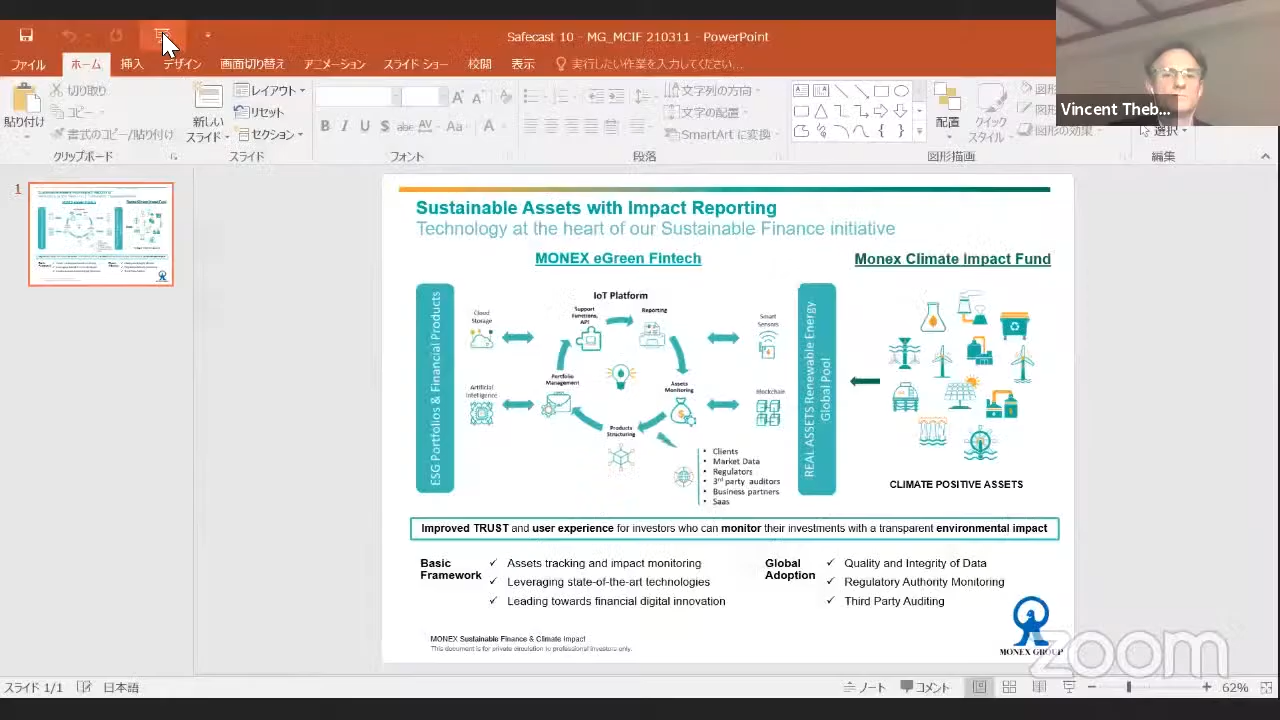 Safecast 10 - MG_MCIF 210311 - PowerPoint
ファイル ホーム 挿入 デザイン 画面切り替え アニメーション スライド ショー 校閲 表示 実行したい作業を入力してください...
Vincent Theb...
貼り付け
切り取り
コピー
書式のコピー/貼り付け
クリップボード
新しい
スライド
レイアウト
リセット
セクション
スライド
B I U S abc AV Aa A
フォント
文字列の方向
文字の配置
SmartArt に変換
段落
配置
クイック
スタイル
図形の効果
図形描画
選択
編集
1
Sustainable Assets with Impact Reporting
Technology at the heart of our Sustainable Finance initiative
MONEX eGreen Fintech
Monex Climate impact Fund
ESG Portfolios & Financial Products
IoT Platform
Cloud
Storage
Support
Functions,
API
Reporting
Smart
Sensors
Artificial
Intelligence
Portfolio
Management
Assets
Monitoring
Blockchain
Products
Structuring
• Clients
• Market Data
• Regulators
• 3rd party auditors
• Business partners
• Saas
REAL ASSETS Renewable Energy
Global Pool
CLIMATE POSITIVE ASSETS
Improved TRUST and user experience for investors who can monitor their investments with a transparent environmental impact
Basic
Framework
✓ Assets tracking and impact monitoring
✓ Leveraging state-of-the-art technologies
✓ Leading towards financial digital innovation
Global
Adoption
✓ Quality and Integrity of Data
✓ Regulatory Authority Monitoring
✓ Third Party Auditing
MONEX Sustainable Finance & Climate Impact
This document is for private circulation to professional investors only.
MONEX GROUP
zoom
スライド 1/1 日本語 ノート コメント 62%